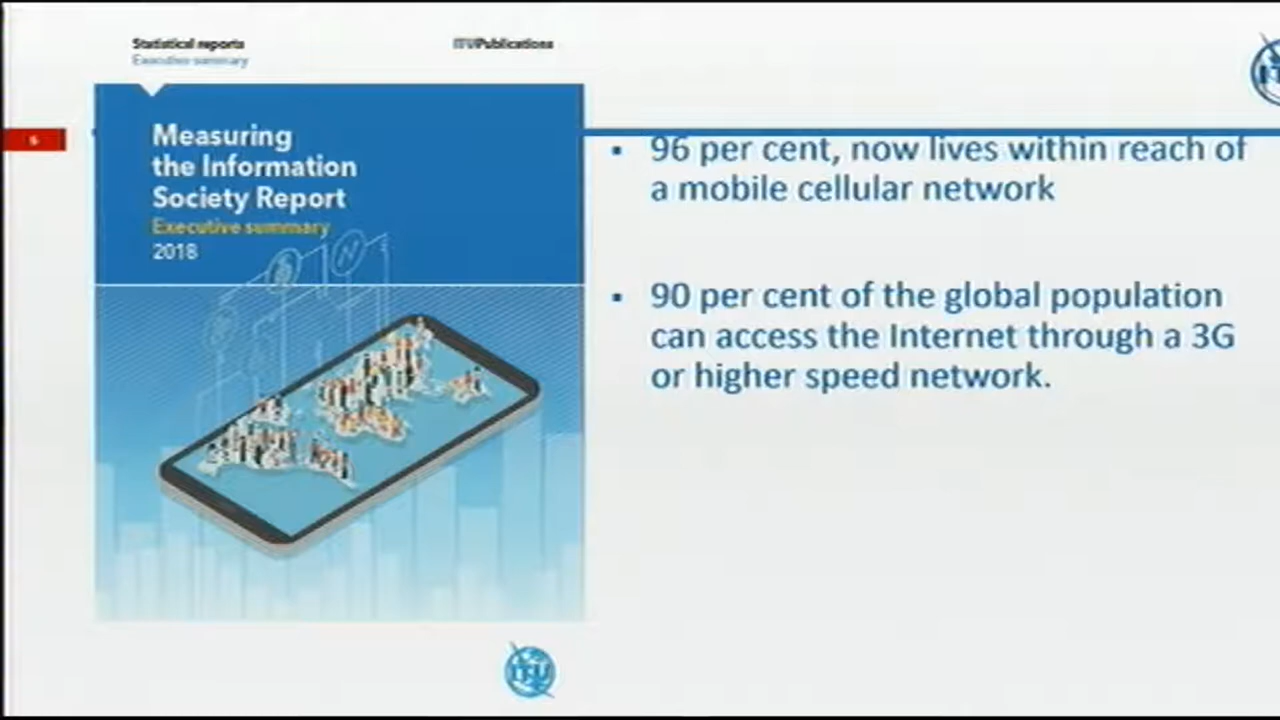 Statistical reports
Executive summary
ITUPublications
6
Measuring
the Information
Society Report
Executive summary
2018
▪ 96 per cent, now lives within reach of
a mobile cellular network
▪ 90 per cent of the global population
can access the Internet through a 3G
or higher speed network.
ITU